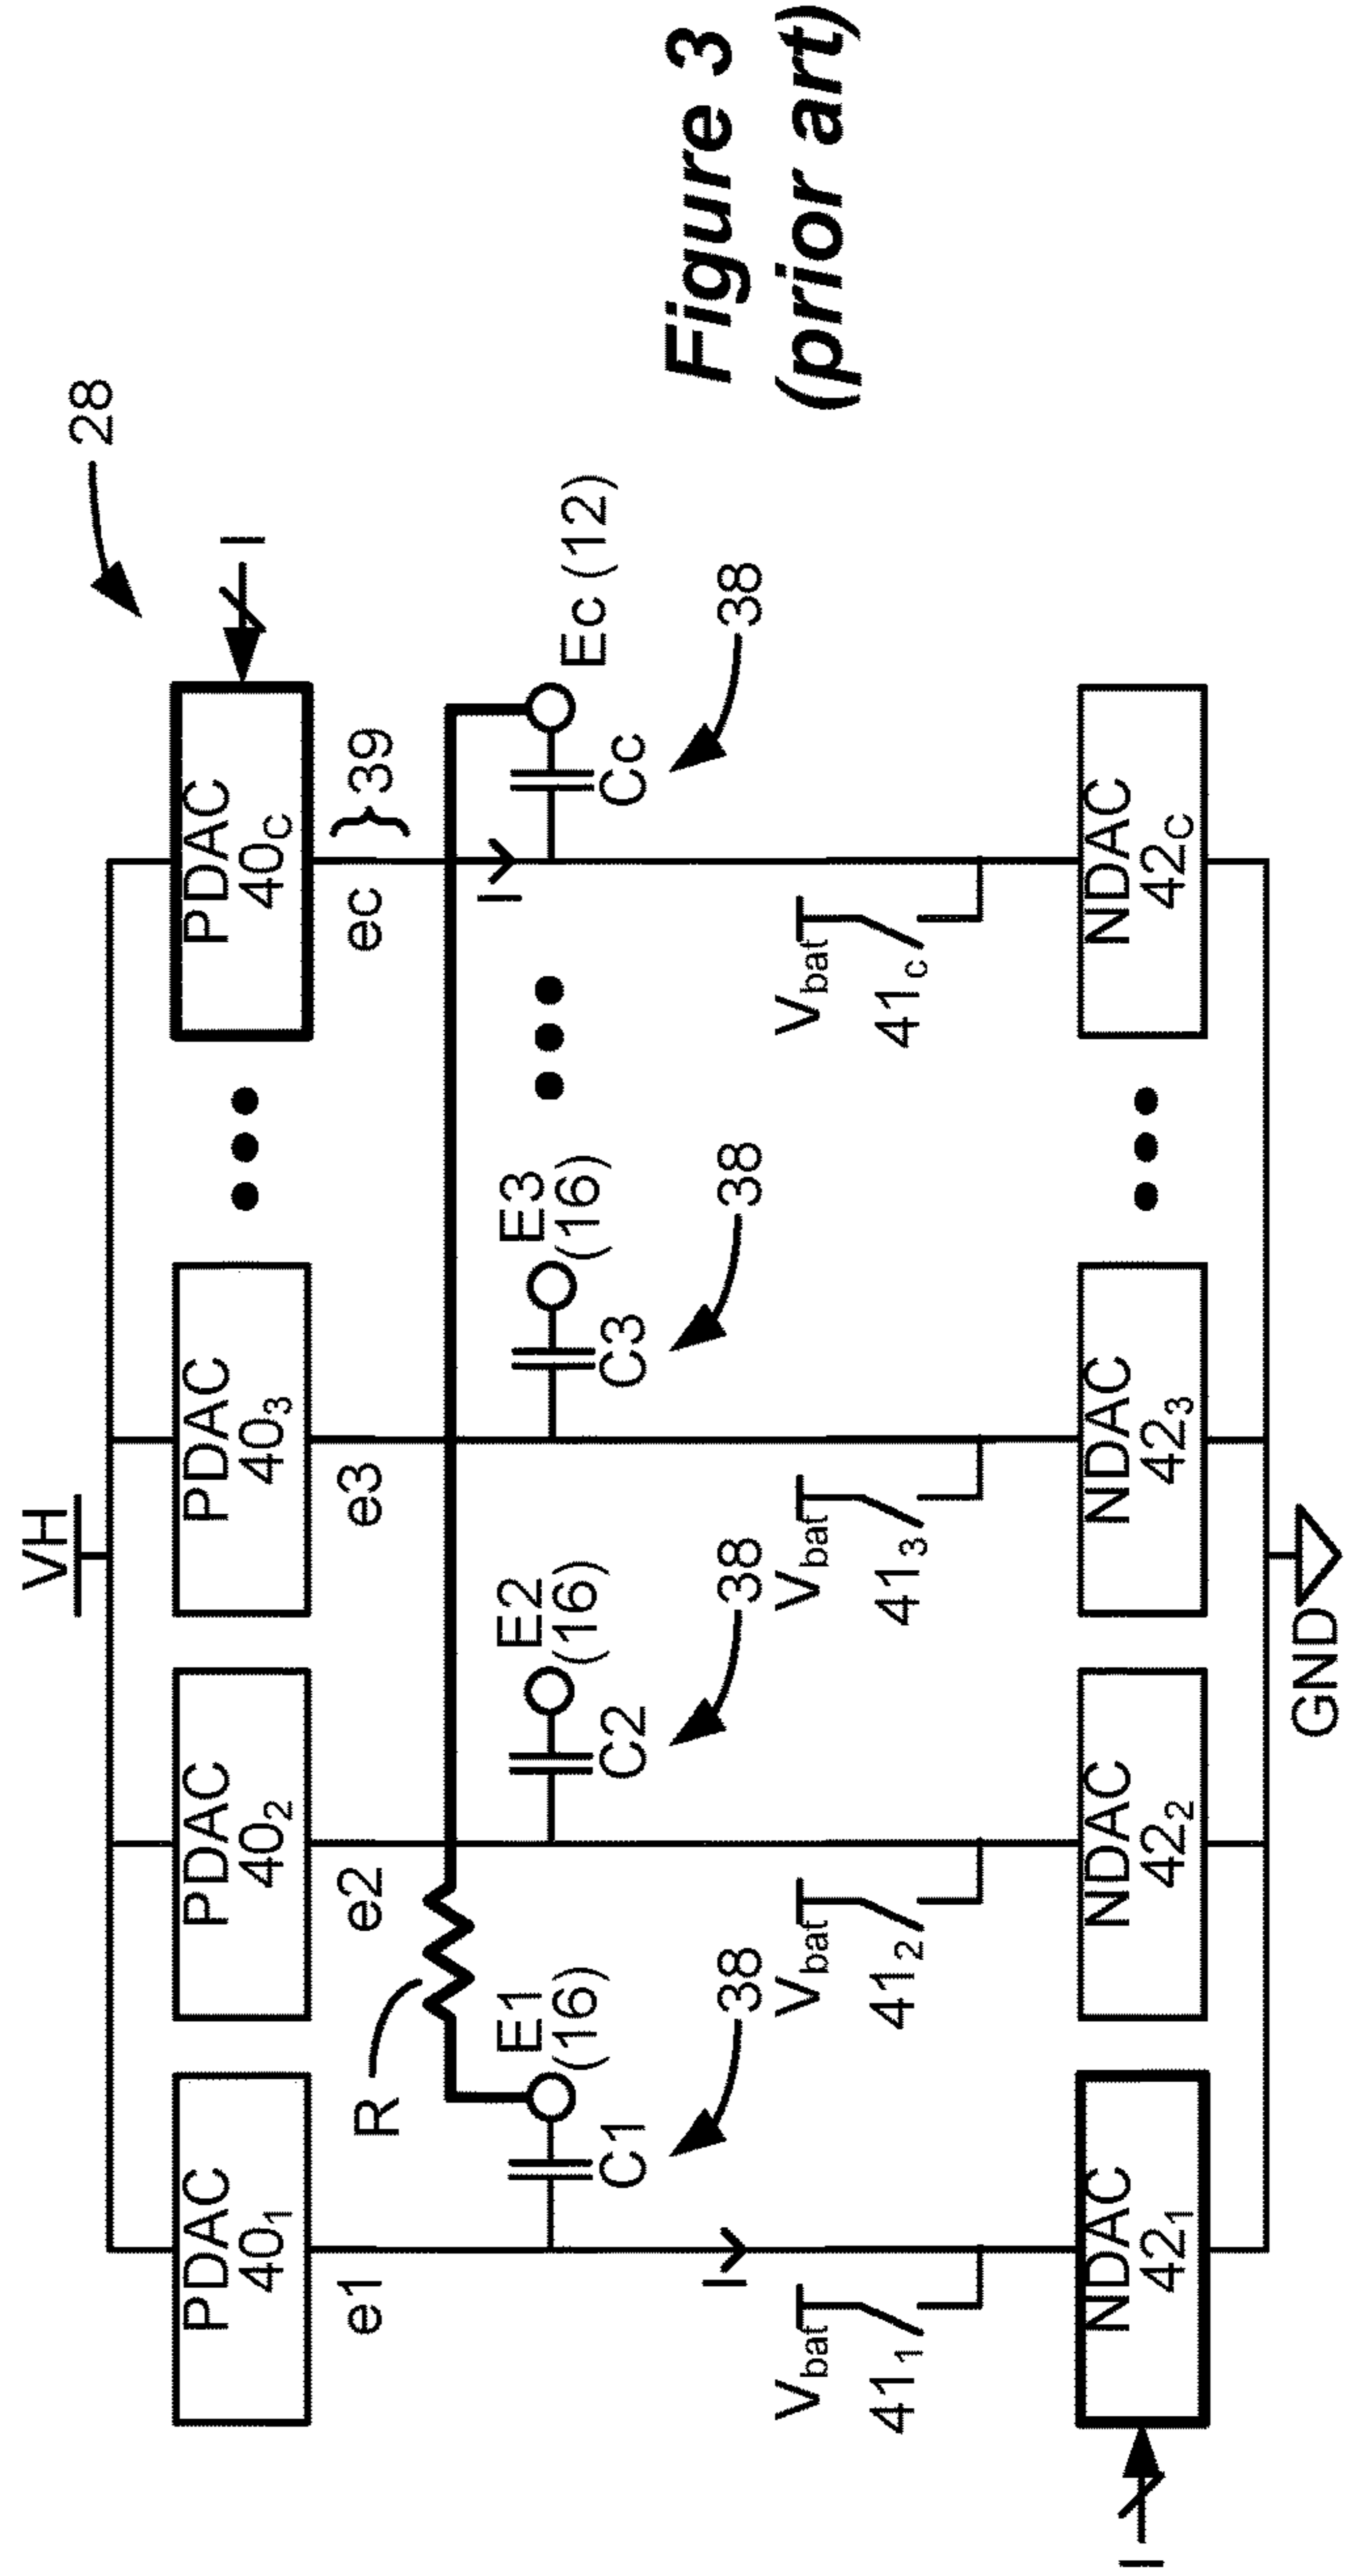 28
VH
PDAC
40₁
PDAC
40₂
PDAC
40₃
PDAC
40C
I
e1
e2
e3
ec
} 39
R
I
E1
(16)
E2
(16)
E3
(16)
Ec (12)
C1
C2
C3
Cc
I
38
38
38
38
Vbat
41₁
Vbat
41₂
Vbat
41₃
Vbat
41c
I
NDAC
42₁
NDAC
42₂
NDAC
42₃
NDAC
42C
GND
Figure 3
(prior art)